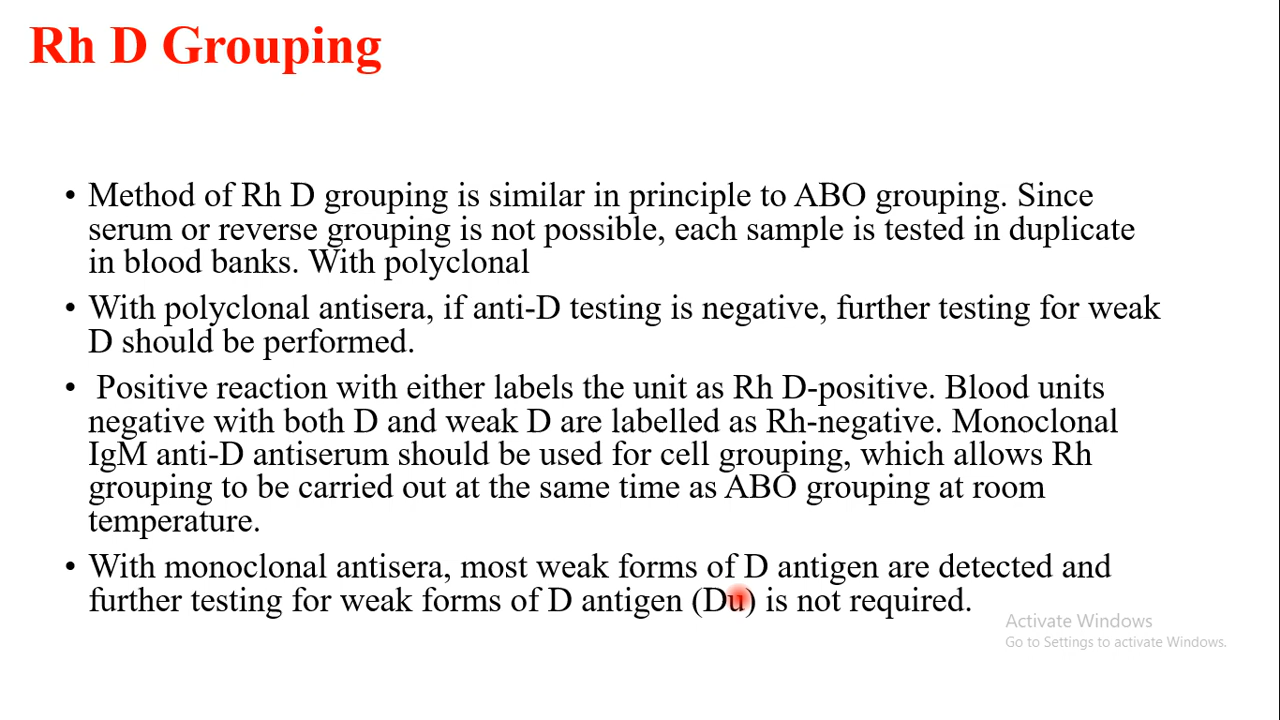 Rh D Grouping
• Method of Rh D grouping is similar in principle to ABO grouping. Since
serum or reverse grouping is not possible, each sample is tested in duplicate
in blood banks. With polyclonal
• With polyclonal antisera, if anti-D testing is negative, further testing for weak
D should be performed.
• Positive reaction with either labels the unit as Rh D-positive. Blood units
negative with both D and weak D are labelled as Rh-negative. Monoclonal
IgM anti-D antiserum should be used for cell grouping, which allows Rh
grouping to be carried out at the same time as ABO grouping at room
temperature.
• With monoclonal antisera, most weak forms of D antigen are detected and
further testing for weak forms of D antigen (Du) is not required.
Activate Windows
Go to Settings to activate Windows.